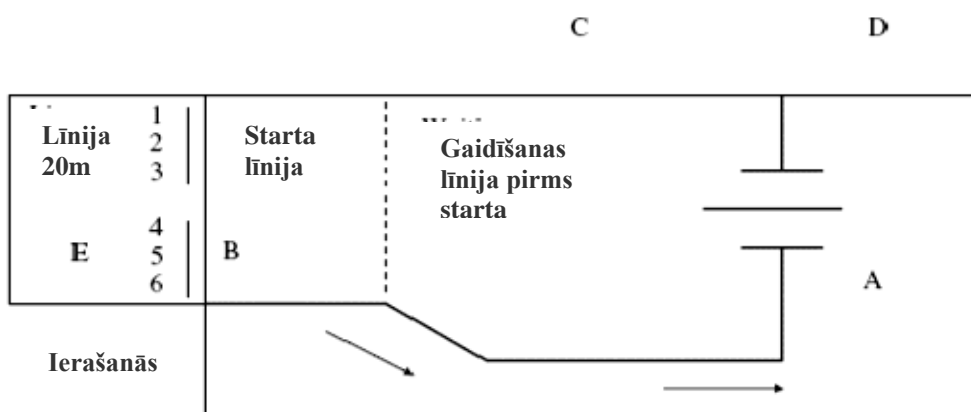 C
D
1
2
3
Līnija
20m
Starta
līnija
Gaidīšanas
līnija pirms
starta
4
5
6
E
B
A
Ierašanās